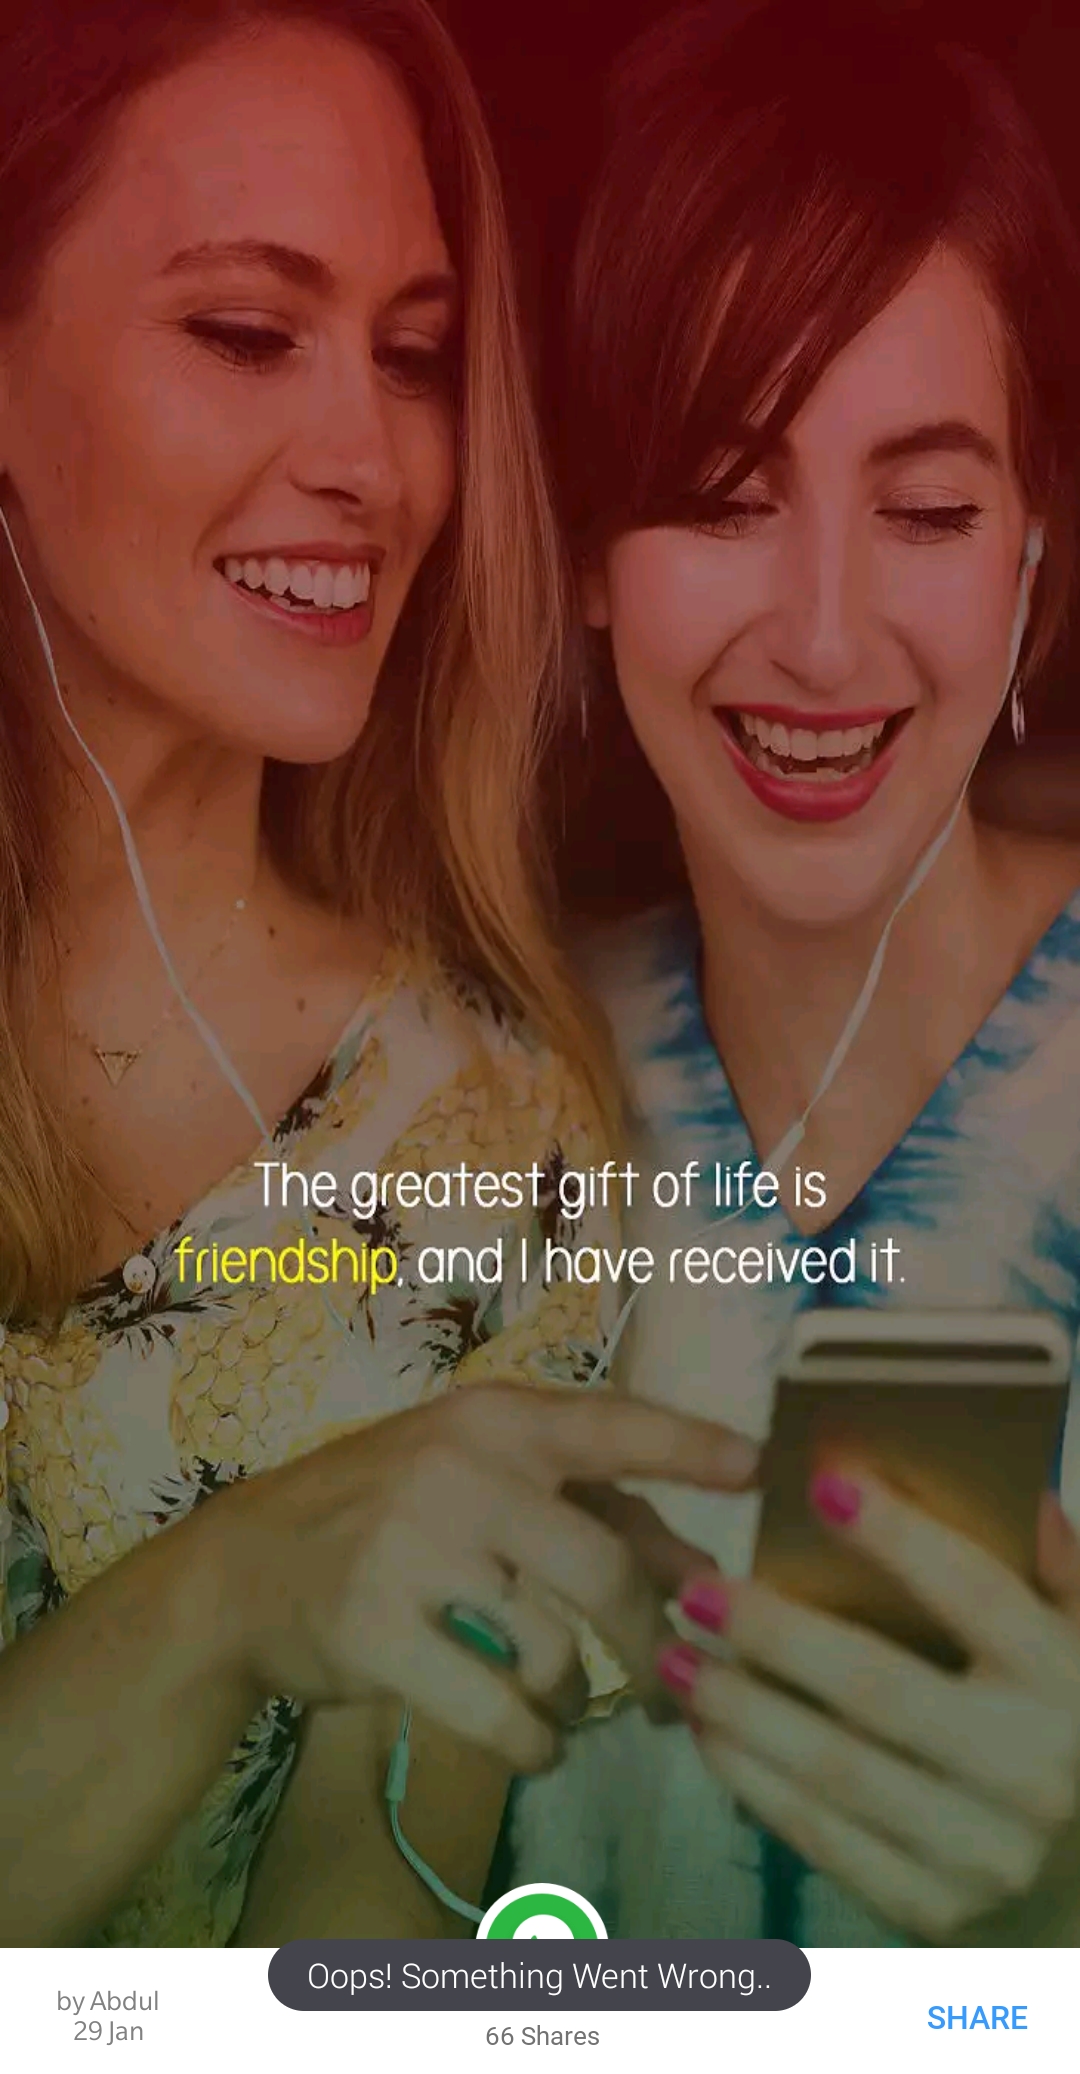 The greatest gift of life is
friendship, and I have received it.
Oops! Something Went Wrong..
by Abdul
29 Jan
66 Shares
SHARE